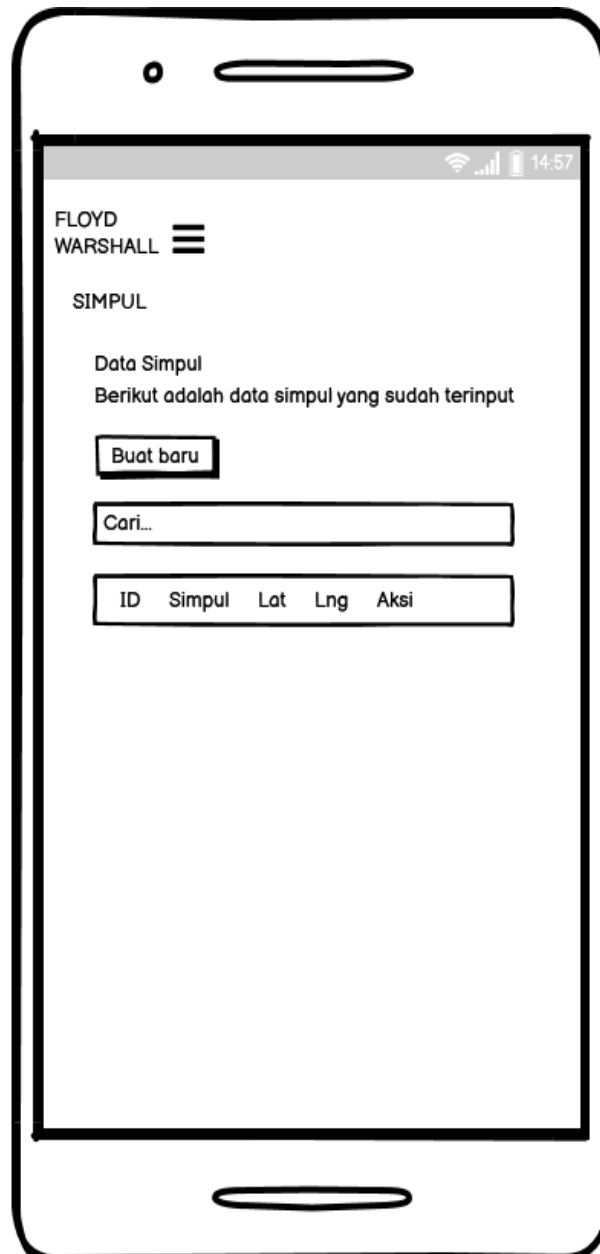 14:57
FLOYD
WARSHALL
SIMPUL
Data Simpul
Berikut adalah data simpul yang sudah terinput
Buat baru
Cari...
ID Simpul Lat Lng Aksi